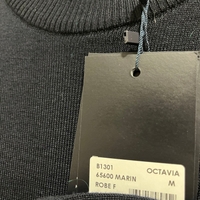 81301 OCTAVIA
65600 MARIN
ROBE F M